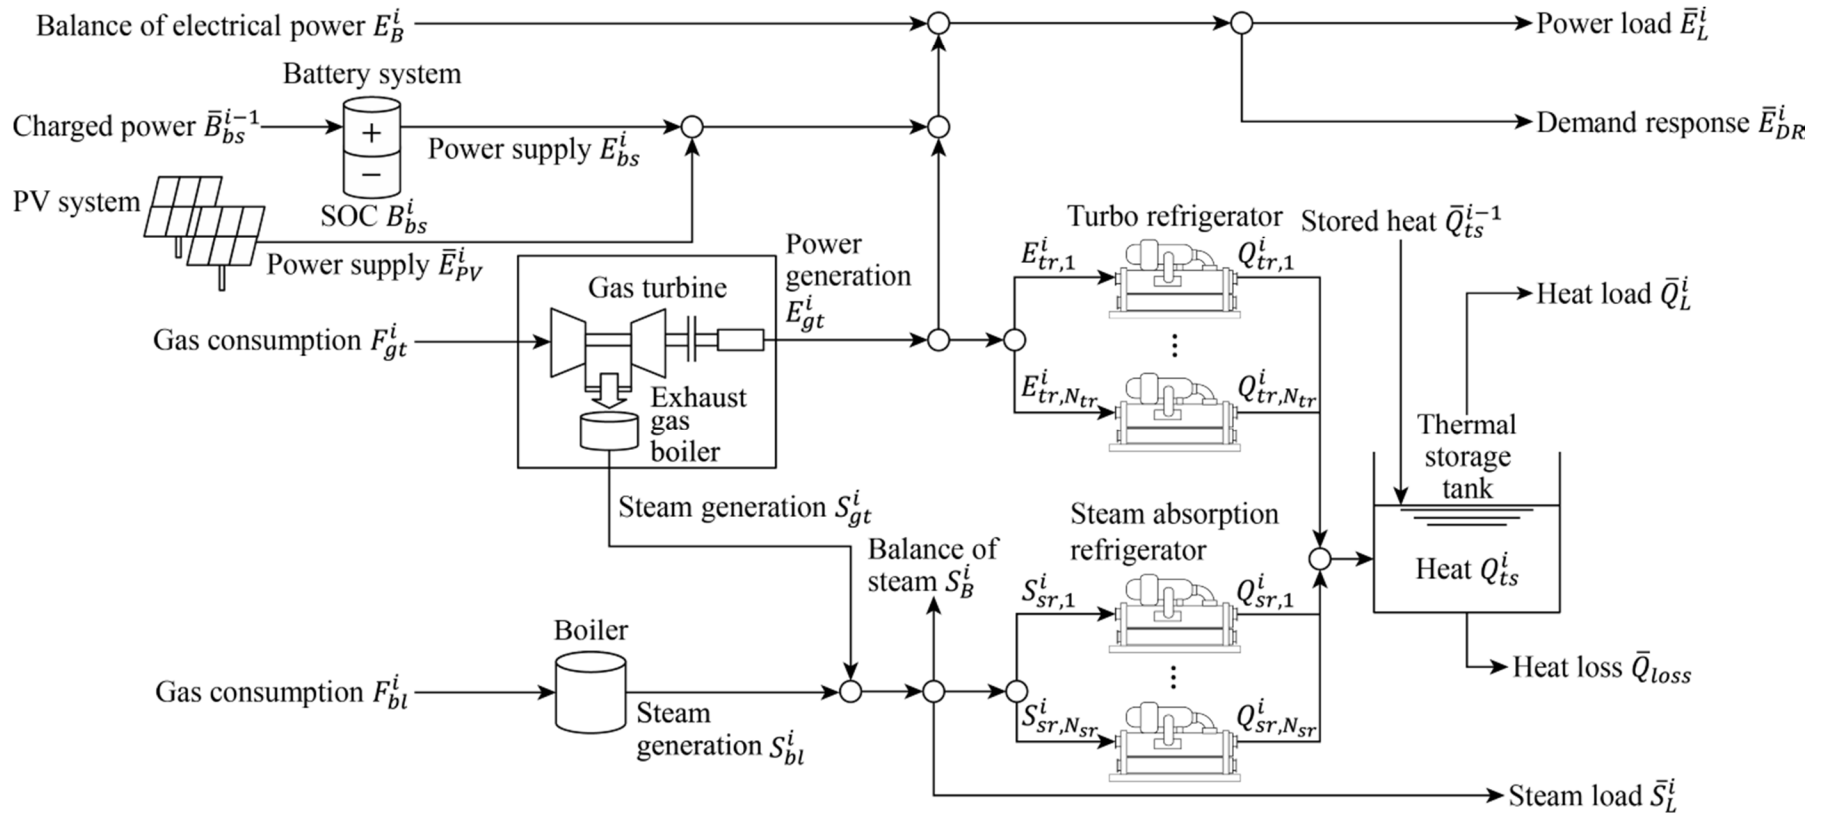 Balance of electrical power E_B^i
Power load Ē_L^i
Battery system
Charged power B̄_bs^{i−1}
+
−
Power supply E_bs^i
Demand response Ē_DR^i
PV system
SOC B_bs^i
Power supply Ē_PV^i
Power
generation
E_gt^i
Turbo refrigerator
Stored heat Q̄_ts^{i−1}
E_tr,1^i
Q_tr,1^i
Gas turbine
Heat load Q̄_L^i
Gas consumption F_gt^i
⋮
E_tr,N_tr^i
Q_tr,N_tr^i
Exhaust
gas
boiler
Thermal
storage
tank
Steam generation S_gt^i
Steam absorption
refrigerator
Balance of
steam S_B^i
Heat Q_ts^i
S_sr,1^i
Q_sr,1^i
Boiler
Heat loss Q̄_loss
Gas consumption F_bl^i
⋮
Steam
generation S_bl^i
S_sr,N_sr^i
Q_sr,N_sr^i
Steam load S̄_L^i